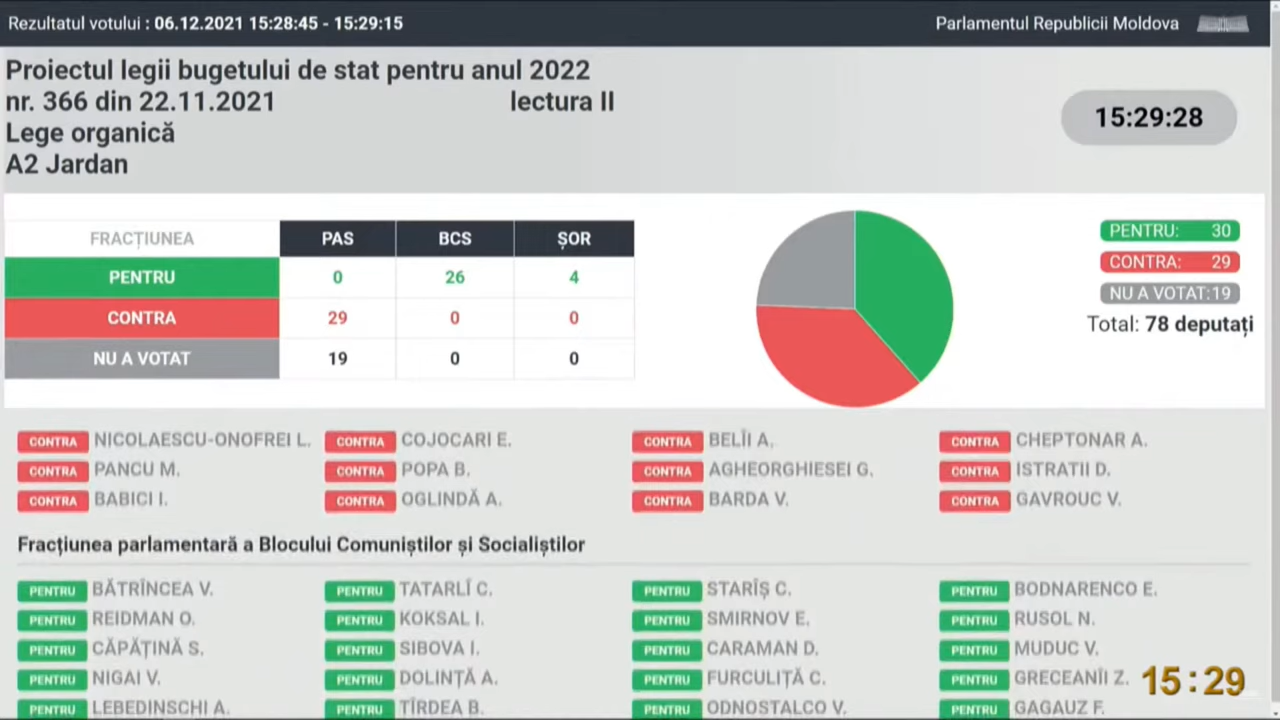 Rezultatul votului : 06.12.2021 15:28:45 - 15:29:15 Parlamentul Republicii Moldova
Proiectul legii bugetului de stat pentru anul 2022
nr. 366 din 22.11.2021 lectura II
Lege organică
A2 Jardan
15:29:28
FRACȚIUNEA PAS BCS ȘOR
PENTRU 0 26 4
CONTRA 29 0 0
NU A VOTAT 19 0 0
PENTRU: 30
CONTRA: 29
NU A VOTAT: 19
Total: 78 deputați
CONTRA NICOLAESCU-ONOFREI L. CONTRA COJOCARI E. CONTRA BELÎI A. CONTRA CHEPTONAR A.
CONTRA PANCU M. CONTRA POPA B. CONTRA AGHEORGHIESEI G. CONTRA ISTRATII D.
CONTRA BABICI I. CONTRA OGLINDĂ A. CONTRA BARDA V. CONTRA GAVROUC V.
Fracțiunea parlamentară a Blocului Comuniștilor și Socialiștilor
PENTRU BĂTRÎNCEA V. PENTRU TATARLÎ C. PENTRU STARÎȘ C. PENTRU BODNARENCO E.
PENTRU REIDMAN O. PENTRU KOKSAL I. PENTRU SMIRNOV E. PENTRU RUSOL N.
PENTRU CĂPĂȚINĂ S. PENTRU SIBOVA I. PENTRU CARAMAN D. PENTRU MUDUC V.
PENTRU NIGAI V. PENTRU DOLINȚĂ A. PENTRU FURCULIȚĂ C. PENTRU GRECEANÎI Z.
PENTRU LEBEDINSCHI A. PENTRU TÎRDEA B. PENTRU ODNOSTALCO V. PENTRU GAGAUZ F.
15:29